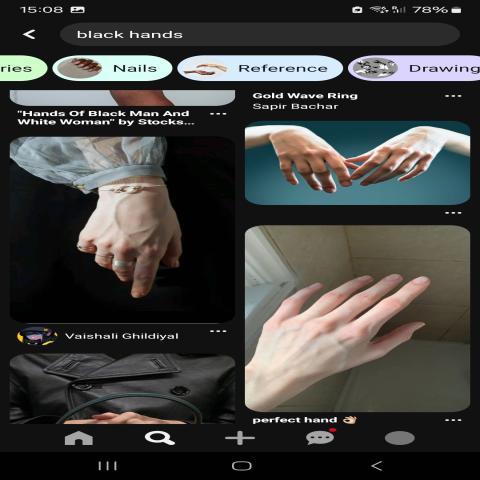 15:08
78%
black hands
ries
Nails
Reference
Drawing
"Hands Of Black Man And
White Woman" by Stocks...
Gold Wave Ring
Sapir Bachar
Vaishali Ghildiyal
perfect hand 👌🏼